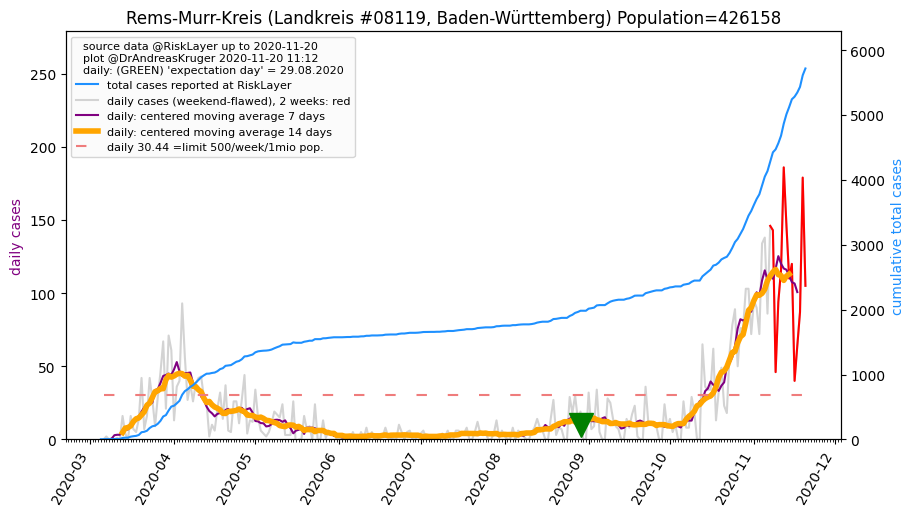 Rems-Murr-Kreis (Landkreis #08119, Baden-Württemberg) Population=426158
source data @RiskLayer up to 2020-11-20
plot @DrAndreasKruger 2020-11-20 11:12
daily: (GREEN) 'expectation day' = 29.08.2020
total cases reported at RiskLayer
daily cases (weekend-flawed), 2 weeks: red
daily: centered moving average 7 days
daily: centered moving average 14 days
daily 30.44 =limit 500/week/1mio pop.
daily cases
250
200
150
100
50
0
6000
5000
4000
3000
2000
1000
0
cumulative total cases
2020-03
2020-04
2020-05
2020-06
2020-07
2020-08
2020-09
2020-10
2020-11
2020-12